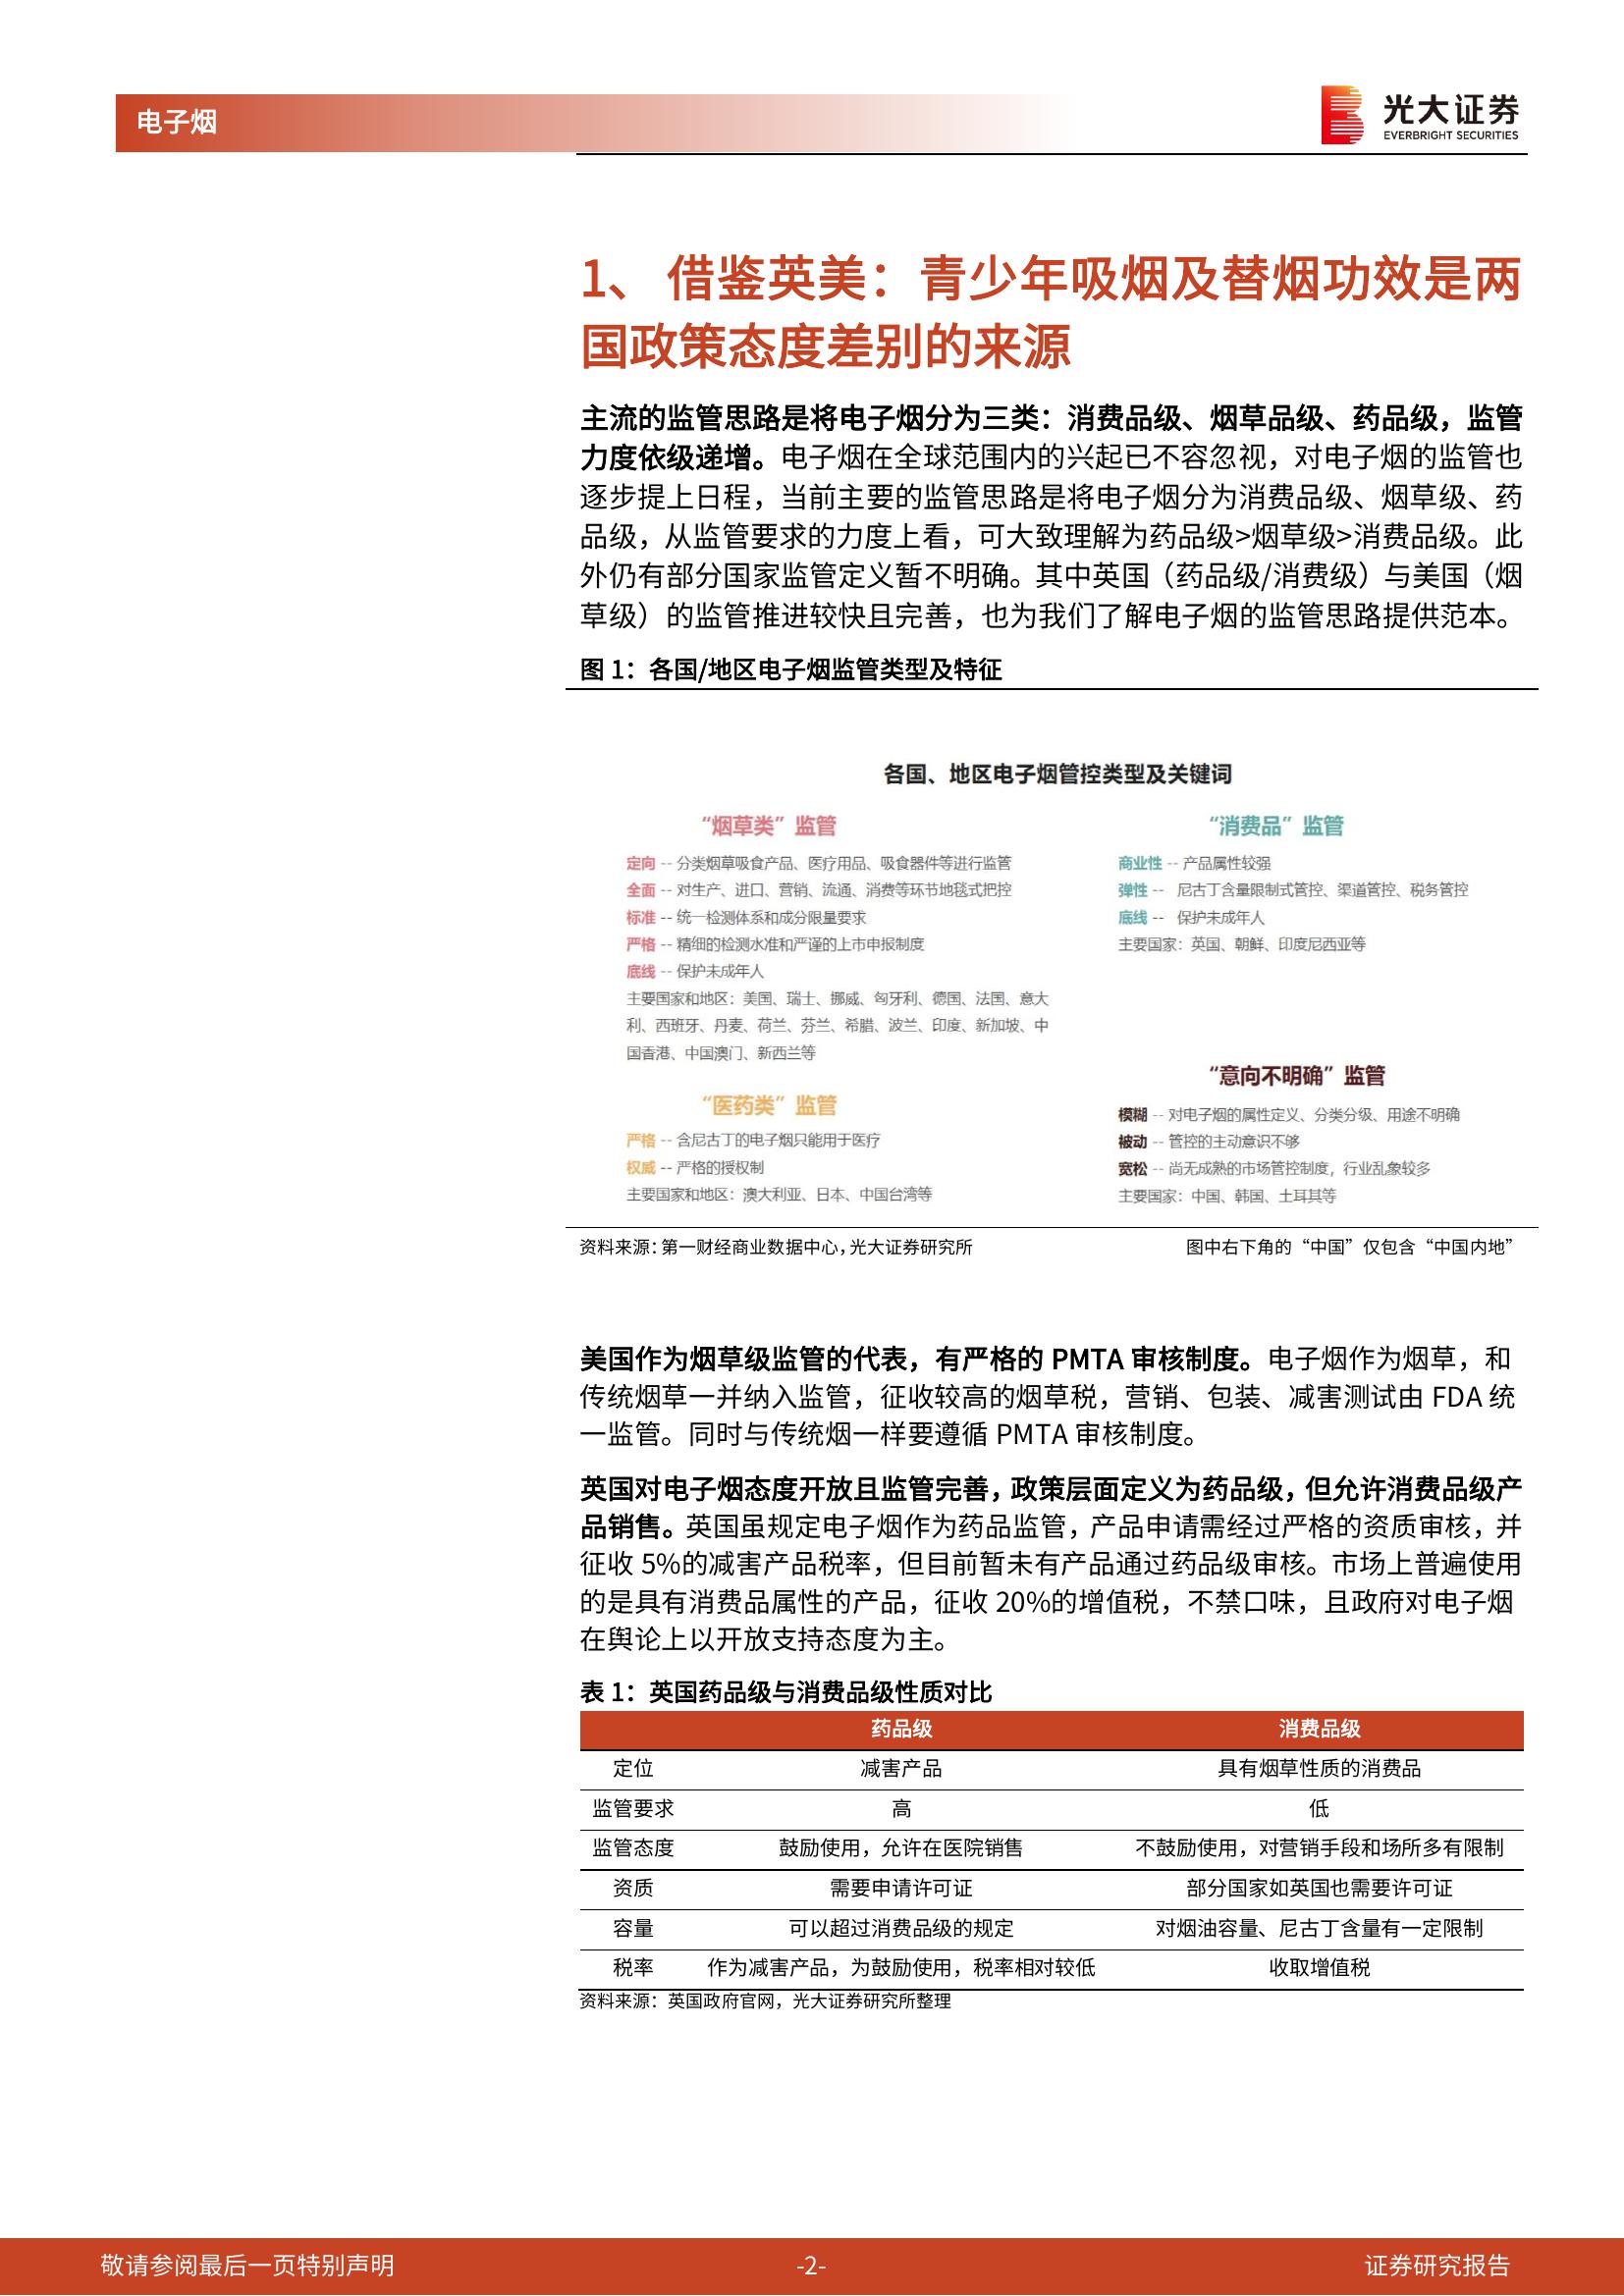 电子烟
光大证券
EVERBRIGHT SECURITIES
1、 借鉴英美：青少年吸烟及替烟功效是两
国政策态度差别的来源
主流的监管思路是将电子烟分为三类：消费品级、烟草品级、药品级，监管
力度依级递增。电子烟在全球范围内的兴起已不容忽视，对电子烟的监管也
逐步提上日程，当前主要的监管思路是将电子烟分为消费品级、烟草级、药
品级，从监管要求的力度上看，可大致理解为药品级>烟草级>消费品级。此
外仍有部分国家监管定义暂不明确。其中英国（药品级/消费级）与美国（烟
草级）的监管推进较快且完善，也为我们了解电子烟的监管思路提供范本。
图 1：各国/地区电子烟监管类型及特征
各国、地区电子烟管控类型及关键词
“烟草类”监管
定向 -- 分类烟草吸食产品、医疗用品、吸食器件等进行监管
全面 -- 对生产、进口、营销、流通、消费等环节地毯式把控
标准 -- 统一检测体系和成分限量要求
严格 -- 精细的检测水准和严谨的上市申报制度
底线 -- 保护未成年人
主要国家和地区：美国、瑞士、挪威、匈牙利、德国、法国、意大
利、西班牙、丹麦、荷兰、芬兰、希腊、波兰、印度、新加坡、中
国香港、中国澳门、新西兰等
“消费品”监管
商业性 -- 产品属性较强
弹性 -- 尼古丁含量限制式管控、渠道管控、税务管控
底线 -- 保护未成年人
主要国家：英国、朝鲜、印度尼西亚等
“医药类”监管
严格 -- 含尼古丁的电子烟只能用于医疗
权威 -- 严格的授权制
主要国家和地区：澳大利亚、日本、中国台湾等
“意向不明确”监管
模糊 -- 对电子烟的属性定义、分类分级、用途不明确
被动 -- 管控的主动意识不够
宽松 -- 尚无成熟的市场管控制度，行业乱象较多
主要国家：中国、韩国、土耳其等
资料来源：第一财经商业数据中心，光大证券研究所 图中右下角的“中国”仅包含“中国内地”
美国作为烟草级监管的代表，有严格的 PMTA 审核制度。电子烟作为烟草，和
传统烟草一并纳入监管，征收较高的烟草税，营销、包装、减害测试由 FDA 统
一监管。同时与传统烟一样要遵循 PMTA 审核制度。
英国对电子烟态度开放且监管完善，政策层面定义为药品级，但允许消费品级产
品销售。英国虽规定电子烟作为药品监管，产品申请需经过严格的资质审核，并
征收 5%的减害产品税率，但目前暂未有产品通过药品级审核。市场上普遍使用
的是具有消费品属性的产品，征收 20%的增值税，不禁口味，且政府对电子烟
在舆论上以开放支持态度为主。
表 1：英国药品级与消费品级性质对比
药品级 消费品级
定位 减害产品 具有烟草性质的消费品
监管要求 高 低
监管态度 鼓励使用，允许在医院销售 不鼓励使用，对营销手段和场所多有限制
资质 需要申请许可证 部分国家如英国也需要许可证
容量 可以超过消费品级的规定 对烟油容量、尼古丁含量有一定限制
税率 作为减害产品，为鼓励使用，税率相对较低 收取增值税
资料来源：英国政府官网，光大证券研究所整理
敬请参阅最后一页特别声明 -2- 证券研究报告